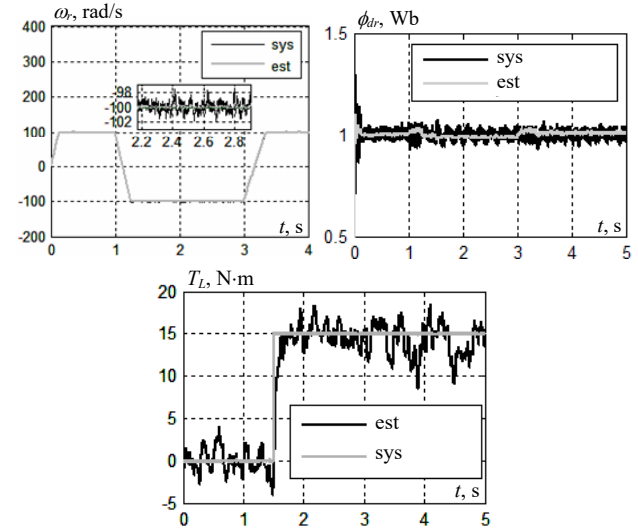 ωr, rad/s
400
300
200
100
0
-100
-200
0 1 2 3 4
t, s
sys
est
-98
-100
-102
2.2 2.4 2.6 2.8
ϕdr, Wb
1.5
1
0.5
0 1 2 3 4 5
t, s
sys
est
TL, N·m
20
15
10
5
0
-5
0 1 2 3 4 5
t, s
est
sys